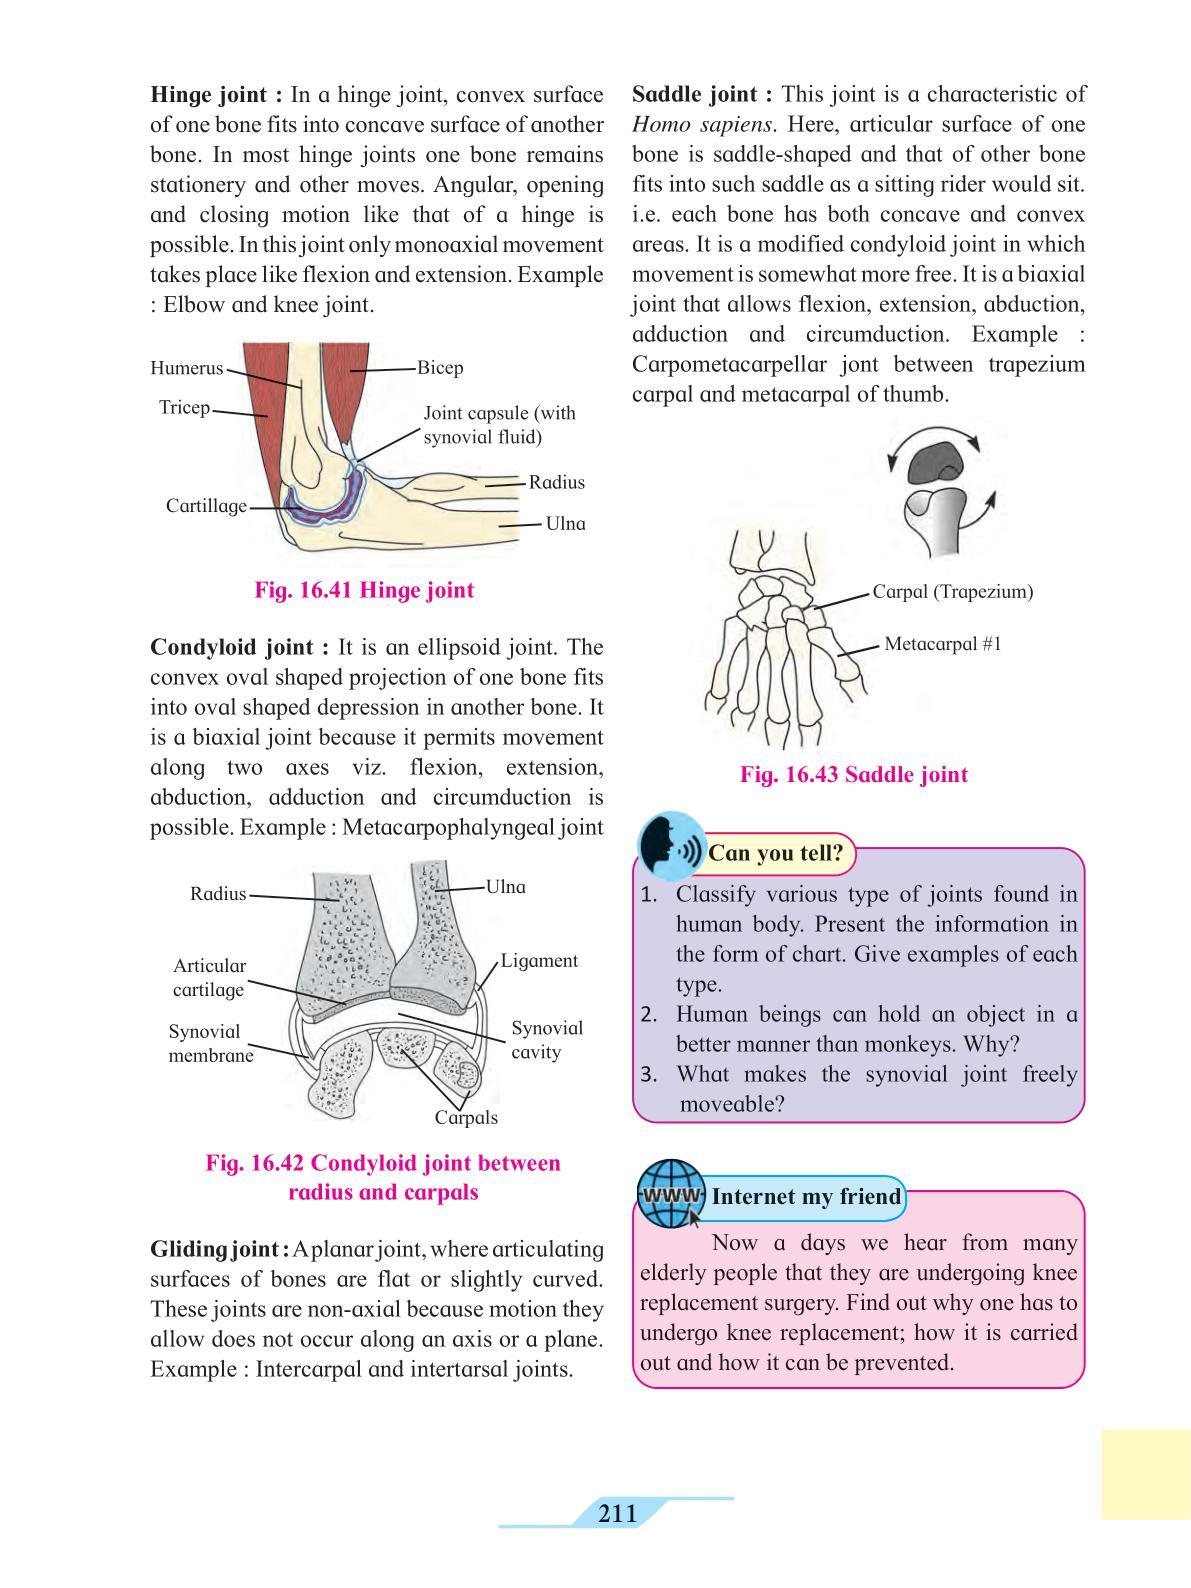 Hinge joint : In a hinge joint, convex surface
of one bone fits into concave surface of another
bone. In most hinge joints one bone remains
stationery and other moves. Angular, opening
and closing motion like that of a hinge is
possible. In this joint only monoaxial movement
takes place like flexion and extension. Example
: Elbow and knee joint.
Humerus
Bicep
Tricep
Joint capsule (with
synovial fluid)
Radius
Cartillage
Ulna
Fig. 16.41 Hinge joint
Condyloid joint : It is an ellipsoid joint. The
convex oval shaped projection of one bone fits
into oval shaped depression in another bone. It
is a biaxial joint because it permits movement
along two axes viz. flexion, extension,
abduction, adduction and circumduction is
possible. Example : Metacarpophalyngeal joint
Radius
Ulna
Articular
cartilage
Ligament
Synovial
membrane
Synovial
cavity
Carpals
Fig. 16.42 Condyloid joint between
radius and carpals
Gliding joint : A planar joint, where articulating
surfaces of bones are flat or slightly curved.
These joints are non-axial because motion they
allow does not occur along an axis or a plane.
Example : Intercarpal and intertarsal joints.
Saddle joint : This joint is a characteristic of
Homo sapiens. Here, articular surface of one
bone is saddle-shaped and that of other bone
fits into such saddle as a sitting rider would sit.
i.e. each bone has both concave and convex
areas. It is a modified condyloid joint in which
movement is somewhat more free. It is a biaxial
joint that allows flexion, extension, abduction,
adduction and circumduction. Example :
Carpometacarpellar jont between trapezium
carpal and metacarpal of thumb.
Carpal (Trapezium)
Metacarpal #1
Fig. 16.43 Saddle joint
Can you tell?
1. Classify various type of joints found in
human body. Present the information in
the form of chart. Give examples of each
type.
2. Human beings can hold an object in a
better manner than monkeys. Why?
3. What makes the synovial joint freely
moveable?
www
Internet my friend
Now a days we hear from many
elderly people that they are undergoing knee
replacement surgery. Find out why one has to
undergo knee replacement; how it is carried
out and how it can be prevented.
211